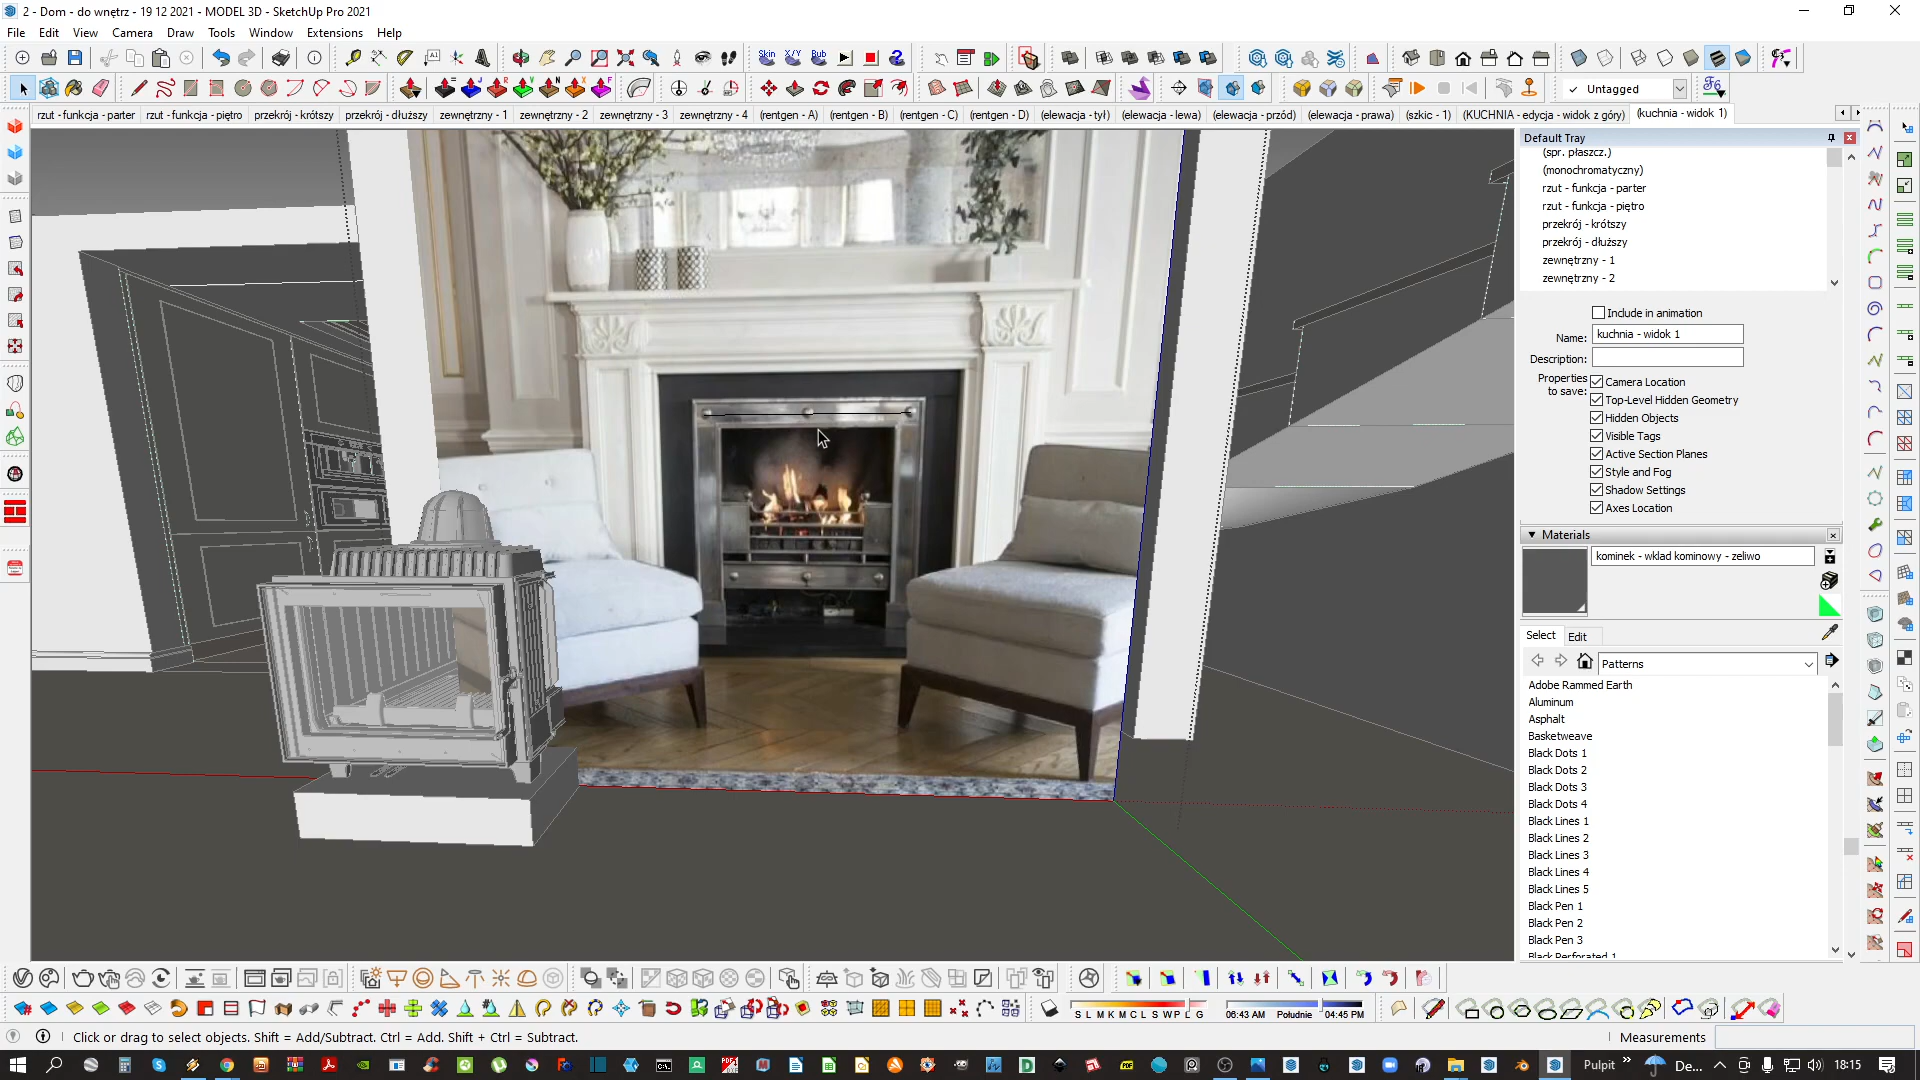 2 - Dom - do wnętrz - 19 12 2021 - MODEL 3D - SketchUp Pro 2021
File Edit View Camera Draw Tools Window Extensions Help
Skin X/Y Bub
Untagged
rzut - funkcja - parter rzut - funkcja - piętro przekrój - krótszy przekrój - dłuższy zewnętrzny - 1 zewnętrzny - 2 zewnętrzny - 3 zewnętrzny - 4 (rentgen - A) (rentgen - B) (rentgen - C) (rentgen - D) (elewacja - tył) (elewacja - lewa) (elewacja - przód) (elewacja - prawa) (szkic - 1) (KUCHNIA - edycja - widok z góry) (kuchnia - widok 1)
Default Tray
(spr. płaszcz.)
(monochromatyczny)
rzut - funkcja - parter
rzut - funkcja - piętro
przekrój - krótszy
przekrój - dłuższy
zewnętrzny - 1
zewnętrzny - 2
Include in animation
Name: kuchnia - widok 1
Description:
Properties to save:
Camera Location
Top-Level Hidden Geometry
Hidden Objects
Visible Tags
Active Section Planes
Style and Fog
Shadow Settings
Axes Location
Materials
kominek - wklad kominowy - zeliwo
Select Edit
Patterns
Adobe Rammed Earth
Aluminum
Asphalt
Basketweave
Black Dots 1
Black Dots 2
Black Dots 3
Black Dots 4
Black Lines 1
Black Lines 2
Black Lines 3
Black Lines 4
Black Lines 5
Black Pen 1
Black Pen 2
Black Pen 3
Black Perforated 1
S L M K M C L S W P L G 06:43 AM Południe 04:45 PM
Click or drag to select objects. Shift = Add/Subtract. Ctrl = Add. Shift + Ctrl = Subtract.
Measurements
Pulpit De... 18:15